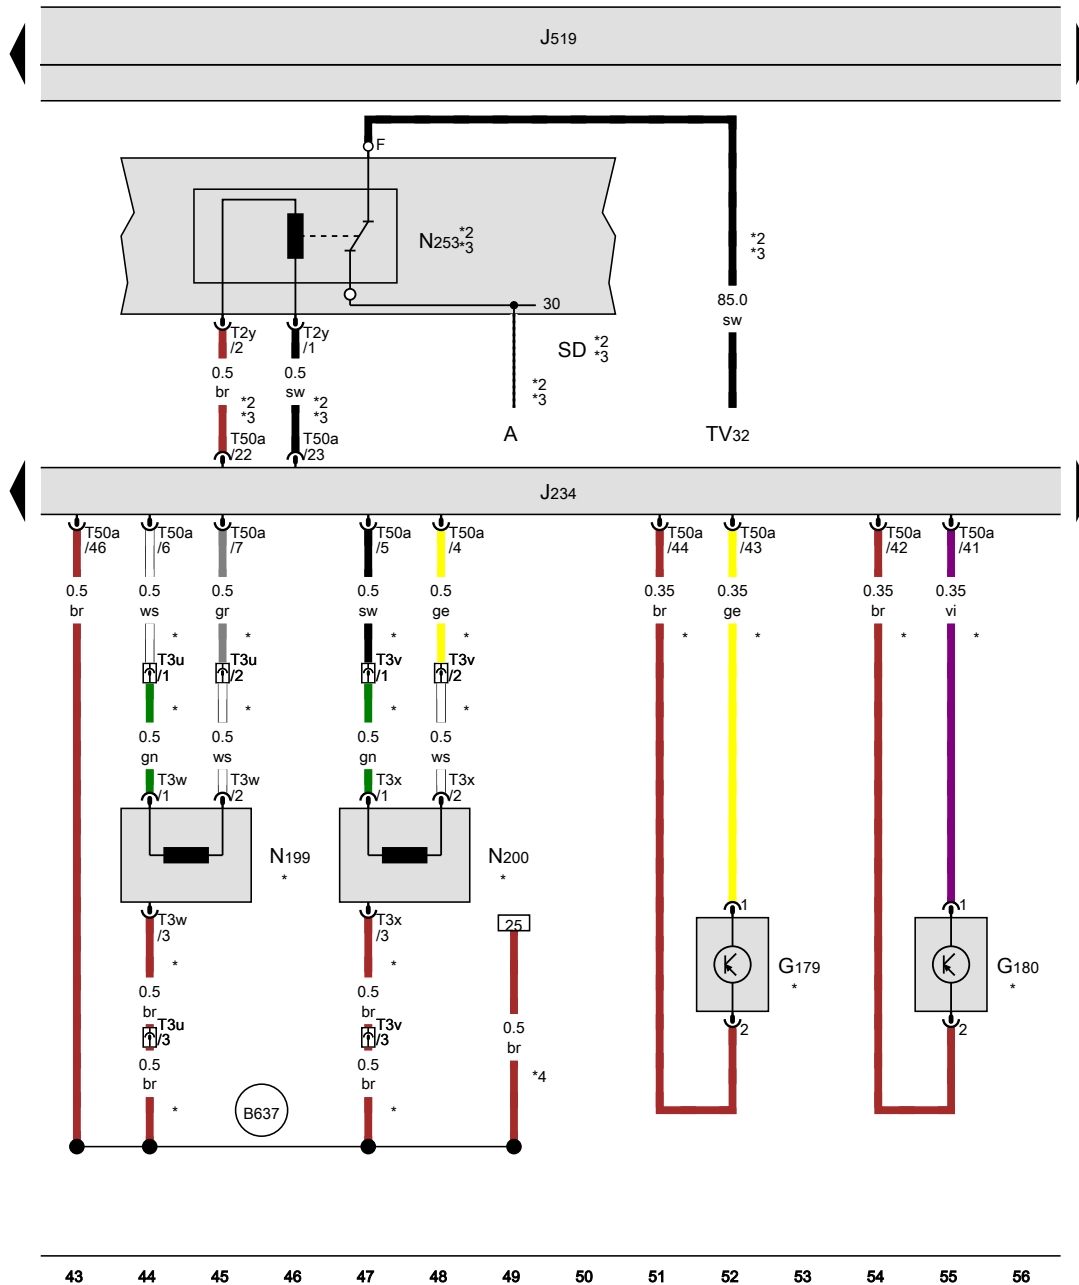 J519
F
N253 *2
*3
*2
*3
30
85.0
sw
T2y
/2
T2y
/1
SD *2
*3
0.5
br
0.5
sw
*2
*3
*2
*3
*2
*3
T50a
/22
T50a
/23
A
TV32
J234
T50a
/46
T50a
/6
T50a
/7
T50a
/5
T50a
/4
T50a
/44
T50a
/43
T50a
/42
T50a
/41
0.5
br
0.5
ws
0.5
gr
0.5
sw
0.5
ge
0.35
br
0.35
ge
0.35
br
0.35
vi
* * * * * * * *
T3u
/1
T3u
/2
T3v
/1
T3v
/2
* * * *
0.5
gn
0.5
ws
0.5
gn
0.5
ws
T3w
/1
T3w
/2
T3x
/1
T3x
/2
N199
*
N200
*
T3w
/3
T3x
/3
25
1
1
* *
G179
*
G180
*
0.5
br
0.5
br
T3u
/3
T3v
/3
0.5
br
2
2
0.5
br
0.5
br
*4
* *
B637
43 44 45 46 47 48 49 50 51 52 53 54 55 56